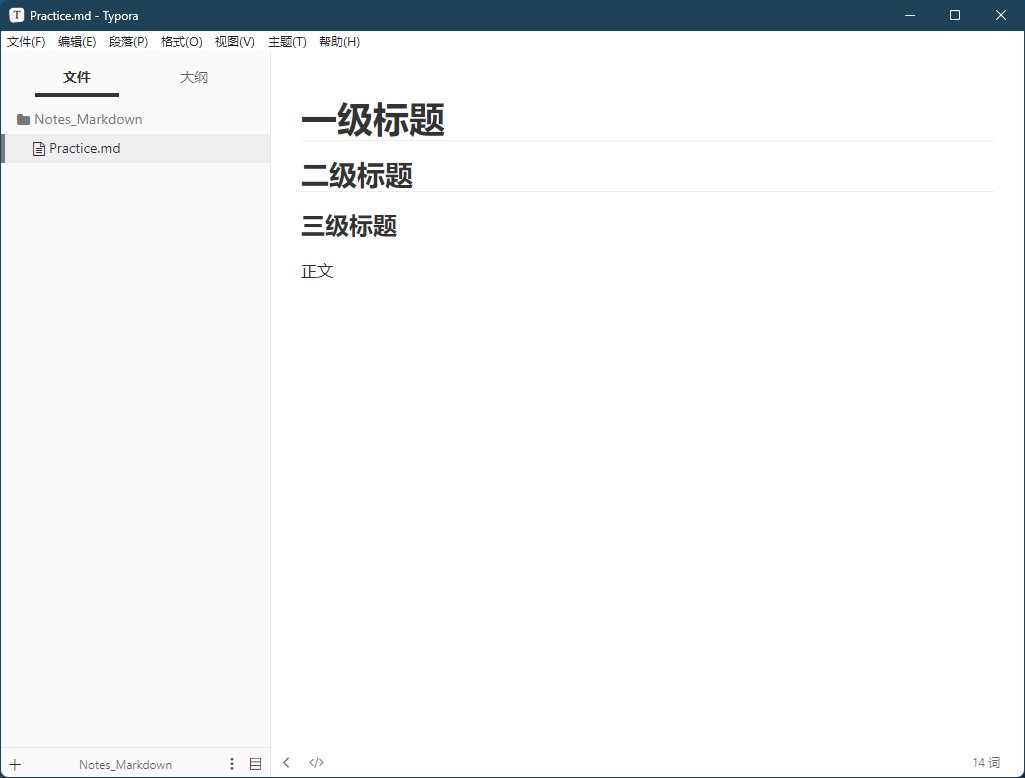 T Practice.md - Typora
文件(F) 编辑(E) 段落(P) 格式(O) 视图(V) 主题(T) 帮助(H)
文件 大纲
Notes_Markdown
Practice.md
一级标题
二级标题
三级标题
正文
Notes_Markdown
</> 14 词